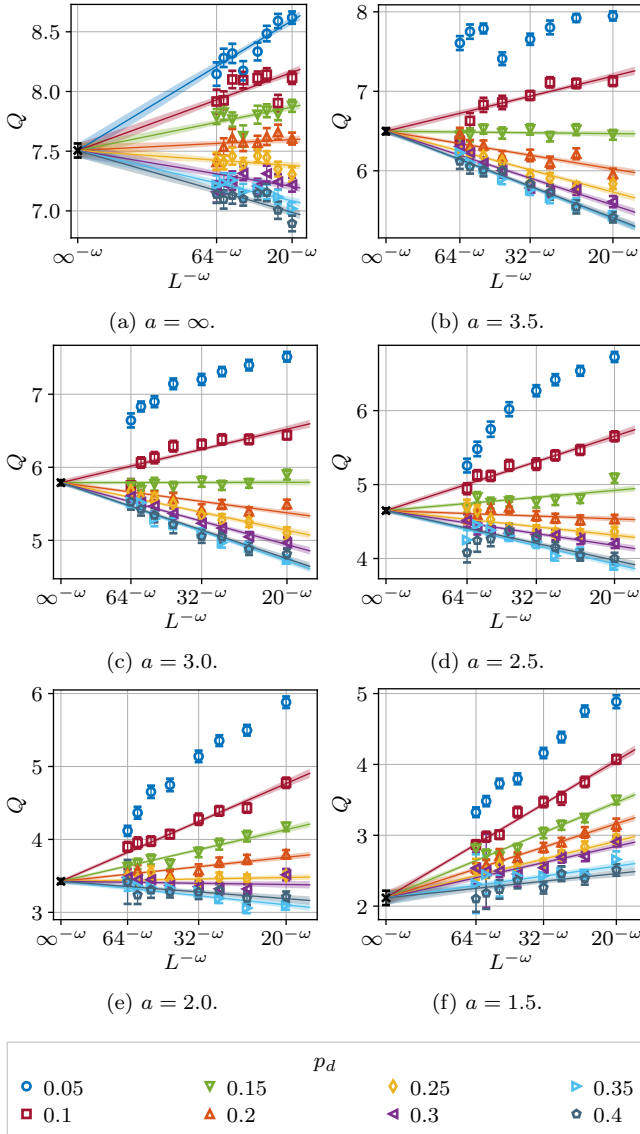 8.5
8.0
7.5
7.0
Q
∞^{-ω} 64^{-ω} 20^{-ω}
L^{-ω}
(a) a = ∞.
8
7
6
Q
∞^{-ω} 64^{-ω} 32^{-ω} 20^{-ω}
L^{-ω}
(b) a = 3.5.
7
6
5
Q
∞^{-ω} 64^{-ω} 32^{-ω} 20^{-ω}
L^{-ω}
(c) a = 3.0.
6
5
4
Q
∞^{-ω} 64^{-ω} 32^{-ω} 20^{-ω}
L^{-ω}
(d) a = 2.5.
6
5
4
3
Q
∞^{-ω} 64^{-ω} 32^{-ω} 20^{-ω}
L^{-ω}
(e) a = 2.0.
5
4
3
2
Q
∞^{-ω} 64^{-ω} 32^{-ω} 20^{-ω}
L^{-ω}
(f) a = 1.5.
p_d
0.05 0.15 0.25 0.35
0.1 0.2 0.3 0.4